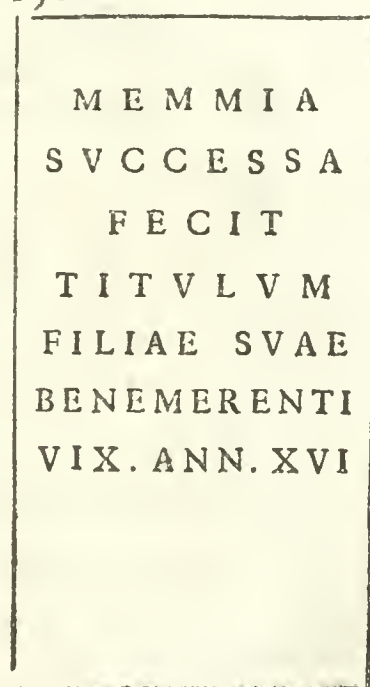 MEMMIA
SVCCESSA
FECIT
TITVLVM
FILIAE SVAE
BENEMERENTI
VIX. ANN. XVI